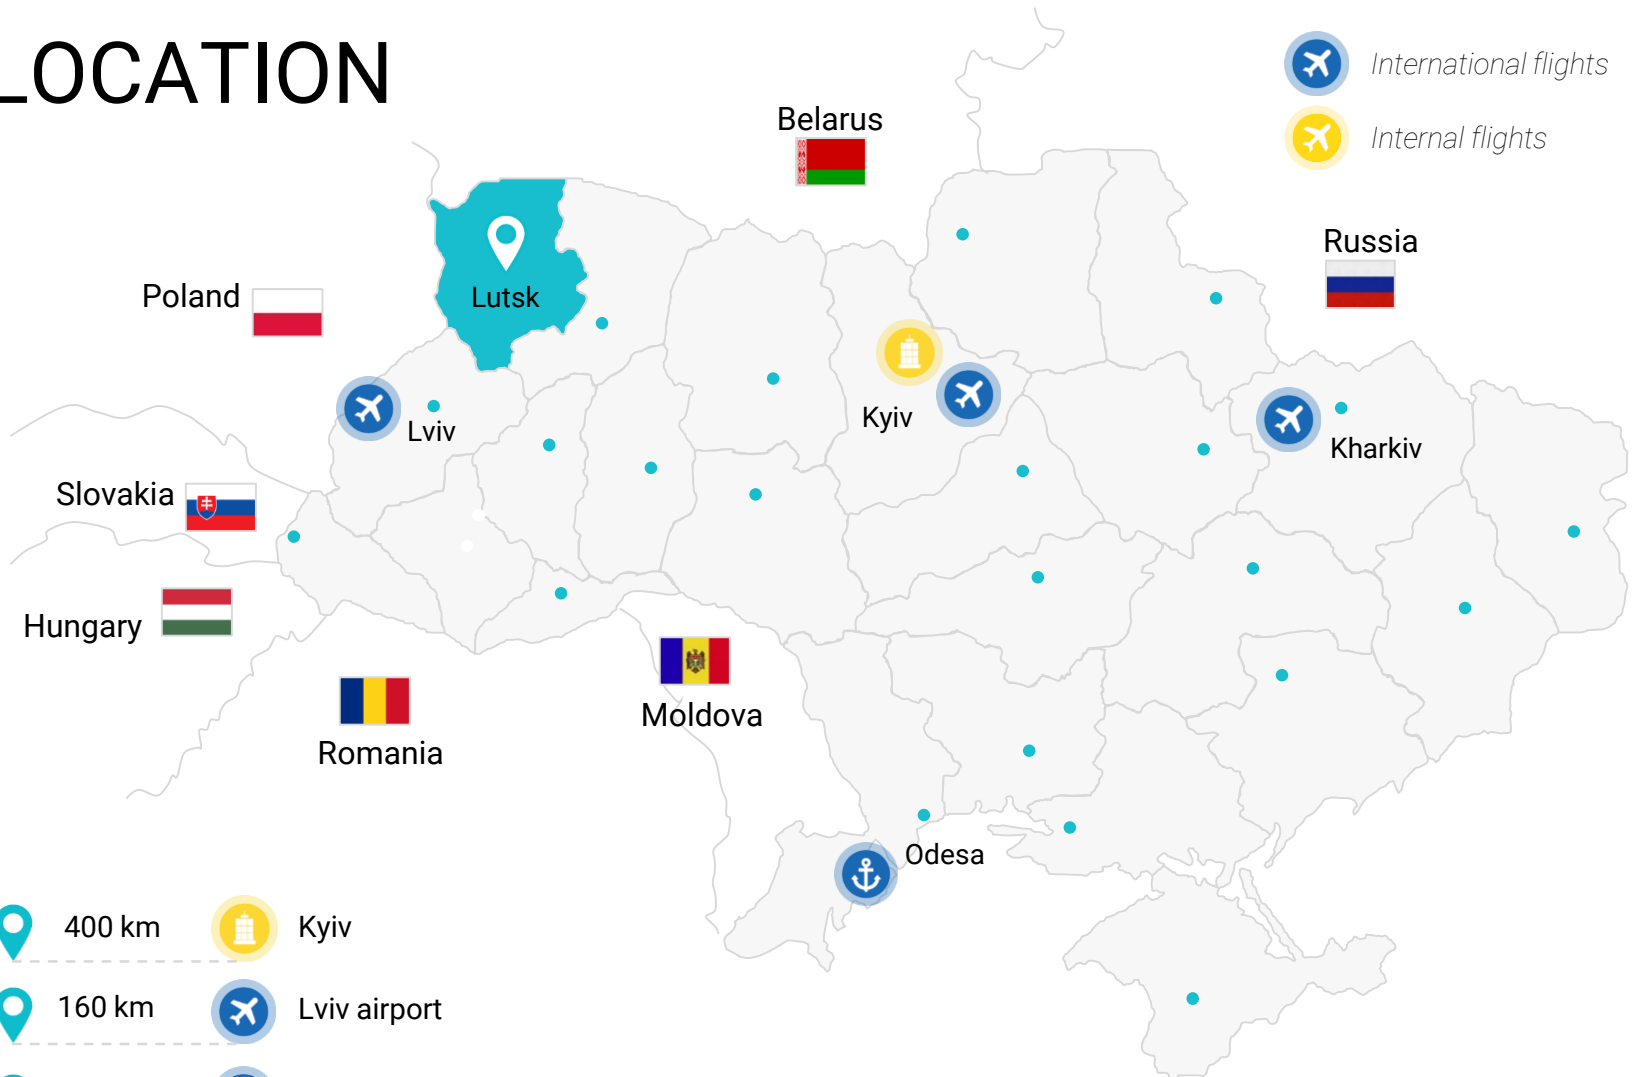 LOCATION
International flights
Internal flights
Belarus
Russia
Poland
Lutsk
Kyiv
Lviv
Kharkiv
Slovakia
Hungary
Moldova
Romania
Odesa
400 km Kyiv
160 km Lviv airport